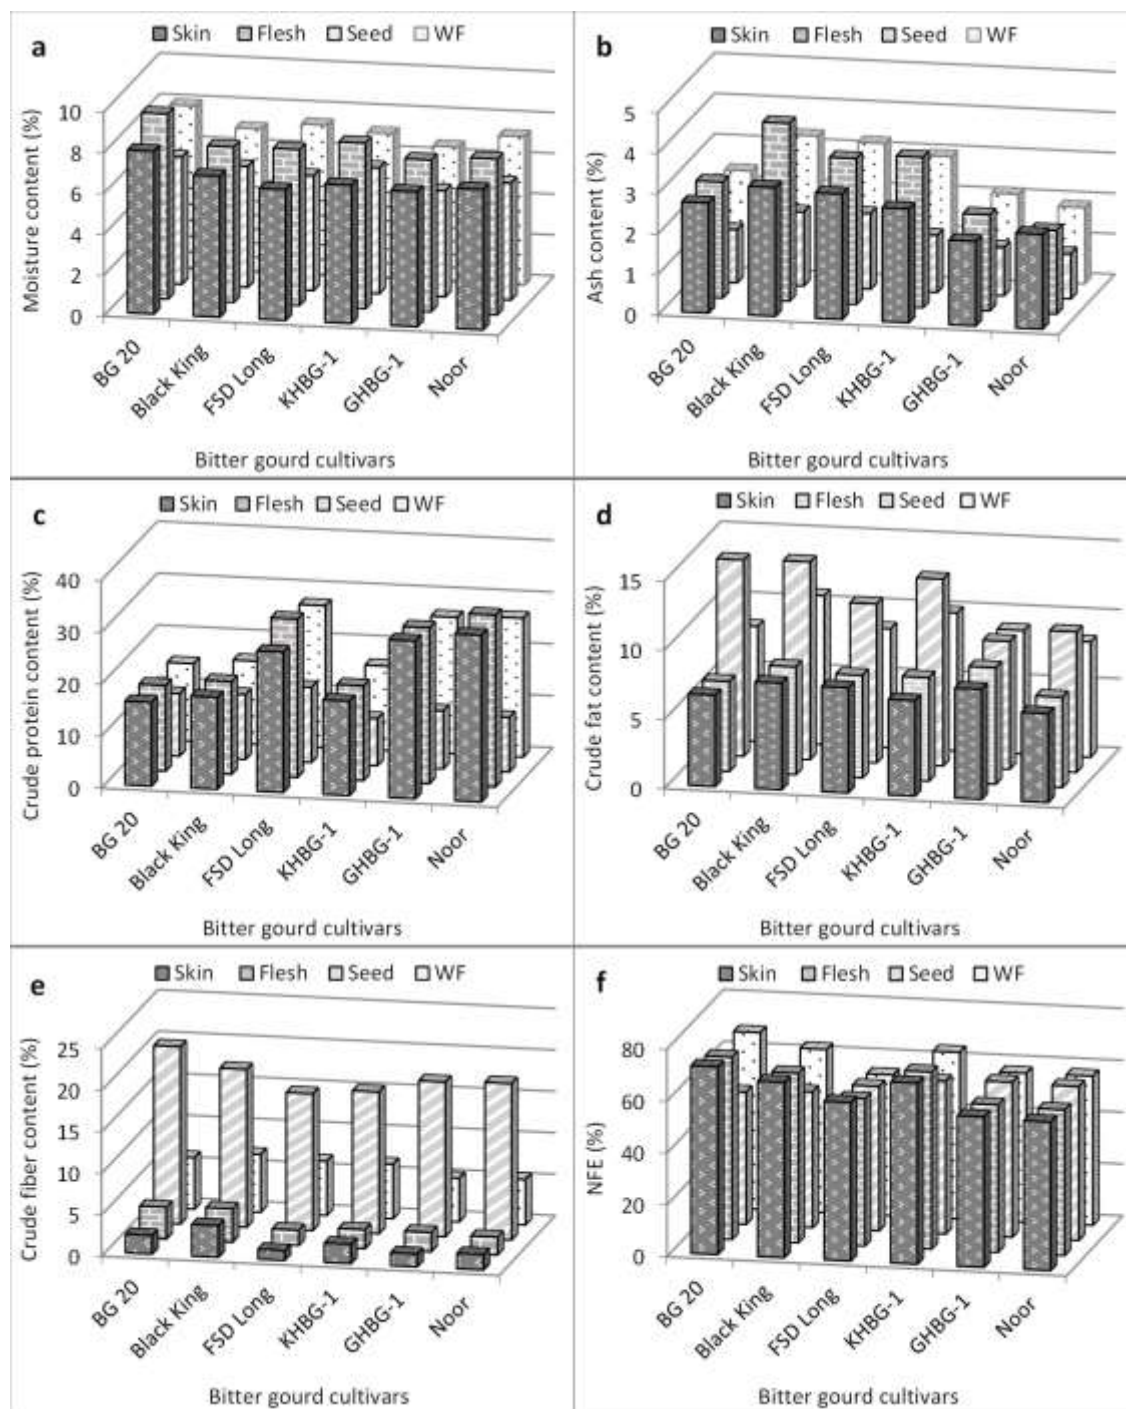 a
Skin Flesh Seed WF
Moisture content (%)
10
8
6
4
2
0
BG 20
Black King
FSD Long
KHBG-1
GHBG-1
Noor
Bitter gourd cultivars
b
Skin Flesh Seed WF
Ash content (%)
5
4
3
2
1
0
BG 20
Black King
FSD Long
KHBG-1
GHBG-1
Noor
Bitter gourd cultivars
c
Skin Flesh Seed WF
Crude protein content (%)
40
30
20
10
0
BG 20
Black King
FSD Long
KHBG-1
GHBG-1
Noor
Bitter gourd cultivars
d
Skin Flesh Seed WF
Crude fat content (%)
15
10
5
0
BG 20
Black King
FSD Long
KHBG-1
GHBG-1
Noor
Bitter gourd cultivars
e
Skin Flesh Seed WF
Crude fiber content (%)
25
20
15
10
5
0
BG 20
Black King
FSD Long
KHBG-1
GHBG-1
Noor
Bitter gourd cultivars
f
Skin Flesh Seed WF
NFE (%)
80
60
40
20
0
BG 20
Black King
FSD Long
KHBG-1
GHBG-1
Noor
Bitter gourd cultivars